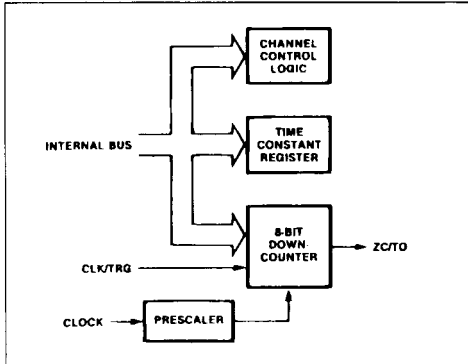 CHANNEL
CONTROL
LOGIC
INTERNAL BUS
TIME
CONSTANT
REGISTER
8-BIT
DOWN-
COUNTER
ZC/TO
CLK/TRG
CLOCK
PRESCALER